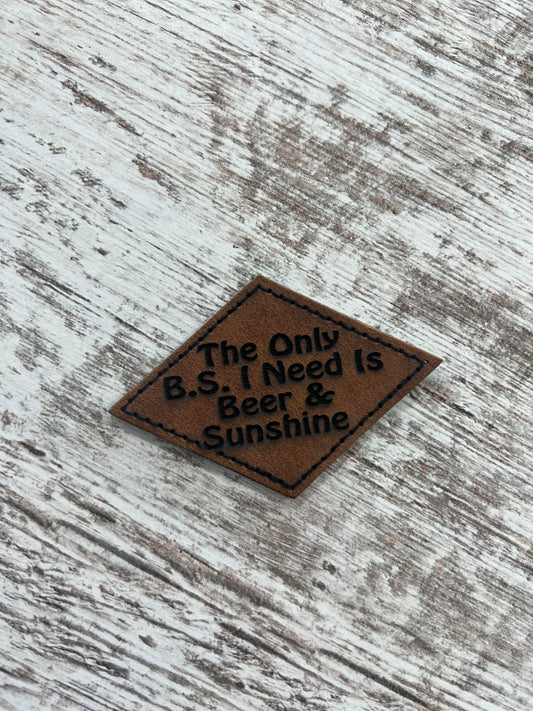 The Only
B.S. I Need Is
Beer &
Sunshine